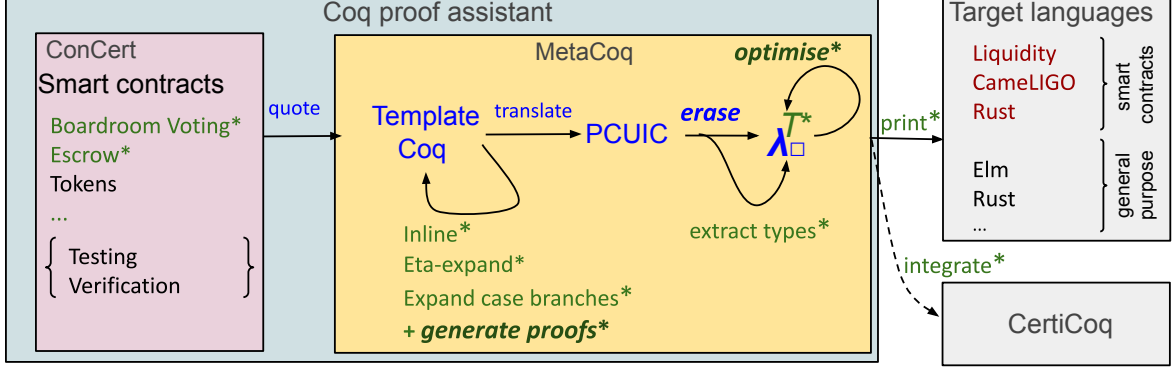 Coq proof assistant
ConCert
Smart contracts
Boardroom Voting*
Escrow*
Tokens
...
Testing
Verification
quote
MetaCoq
Template
Coq
translate
PCUIC
erase
optimise*
T*
λ□
Inline*
Eta-expand*
Expand case branches*
+ generate proofs*
extract types*
print*
integrate*
Target languages
Liquidity
CameLIGO
Rust
smart
contracts
Elm
Rust
...
general
purpose
CertiCoq